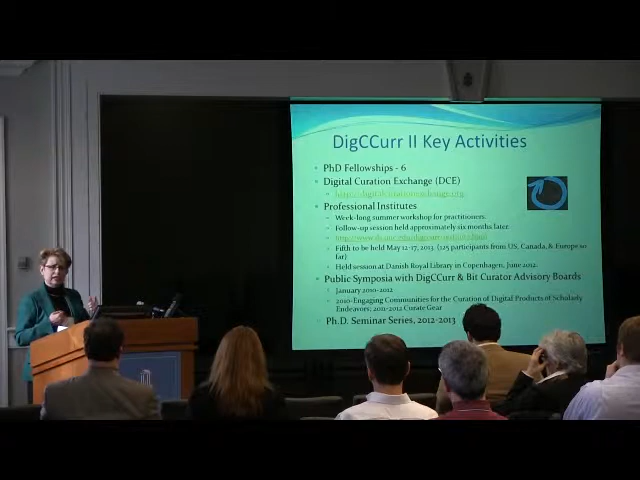 DigCCurr II Key Activities
PhD Fellowships - 6
Digital Curation Exchange (DCE)
http://digitalcurationexchange.org
Professional Institutes
Week-long summer workshop for practitioners.
Follow-up session held approximately six months later.
Fifth to be held May 12-17, 2013. (125 participants from US, Canada, & Europe so
far)
Held session at Danish Royal Library in Copenhagen, June 2012.
Public Symposia with DigCCurr & Bit Curator Advisory Boards
January 2010-2012
2010-Engaging Communities for the Curation of Digital Products of Scholarly
Endeavors; 2011-2012 Curate Gear
Ph.D. Seminar Series, 2012-2013